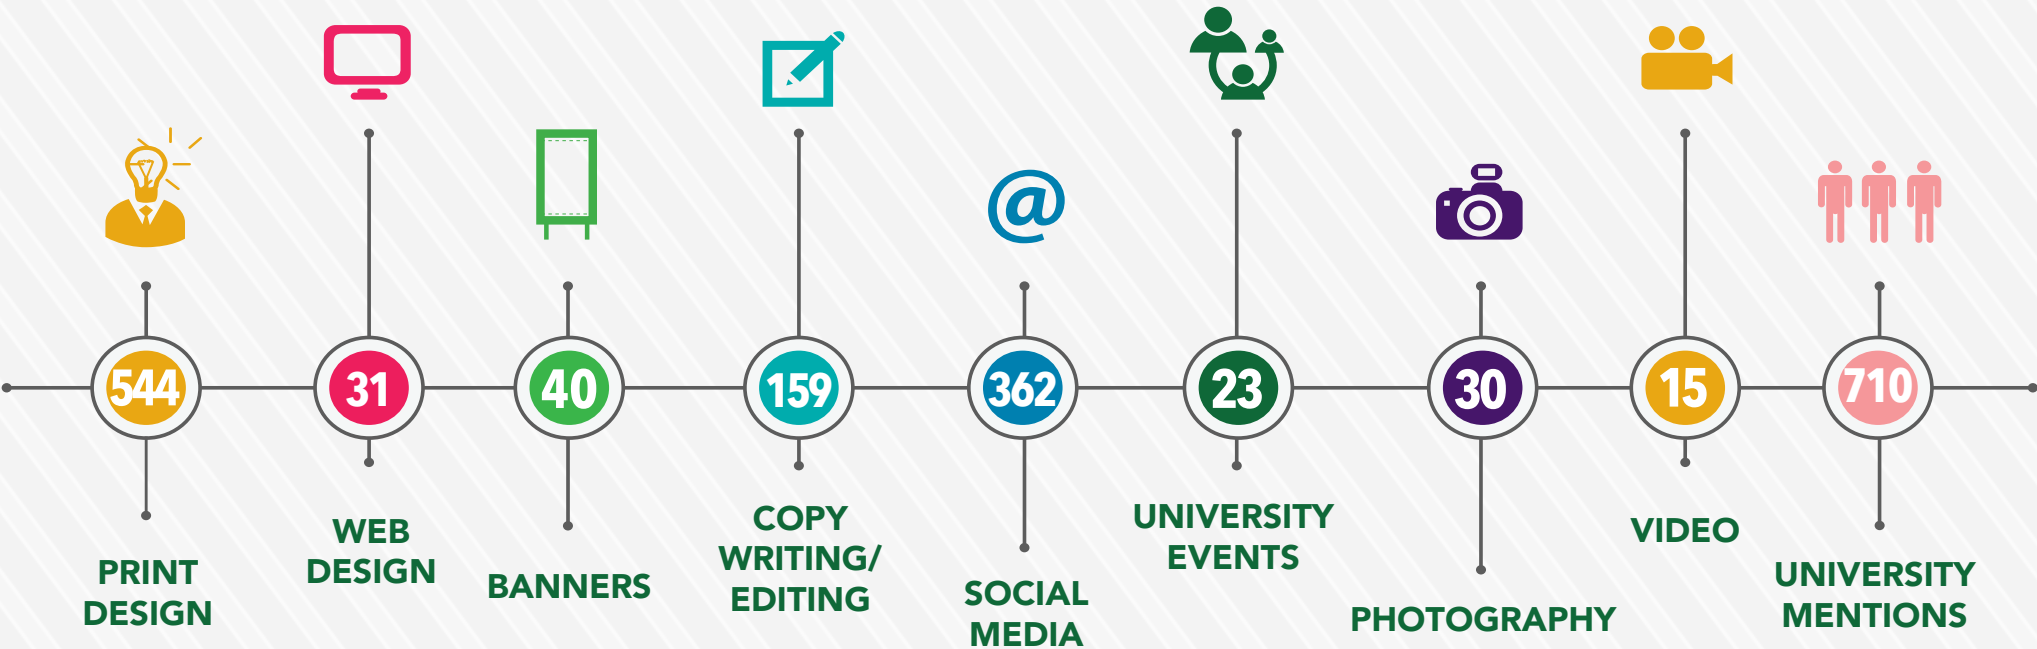 544
PRINT
DESIGN
31
WEB
DESIGN
40
BANNERS
159
COPY
WRITING/
EDITING
@
362
SOCIAL
MEDIA
23
UNIVERSITY
EVENTS
30
PHOTOGRAPHY
15
VIDEO
710
UNIVERSITY
MENTIONS